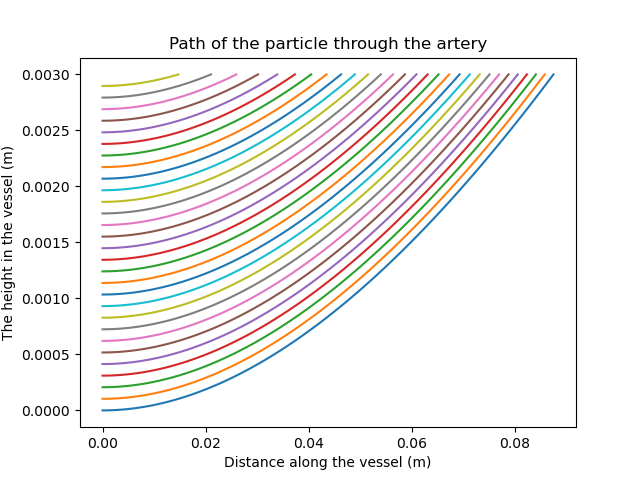 Path of the particle through the artery
The height in the vessel (m)
0.0030
0.0025
0.0020
0.0015
0.0010
0.0005
0.0000
0.00 0.02 0.04 0.06 0.08
Distance along the vessel (m)